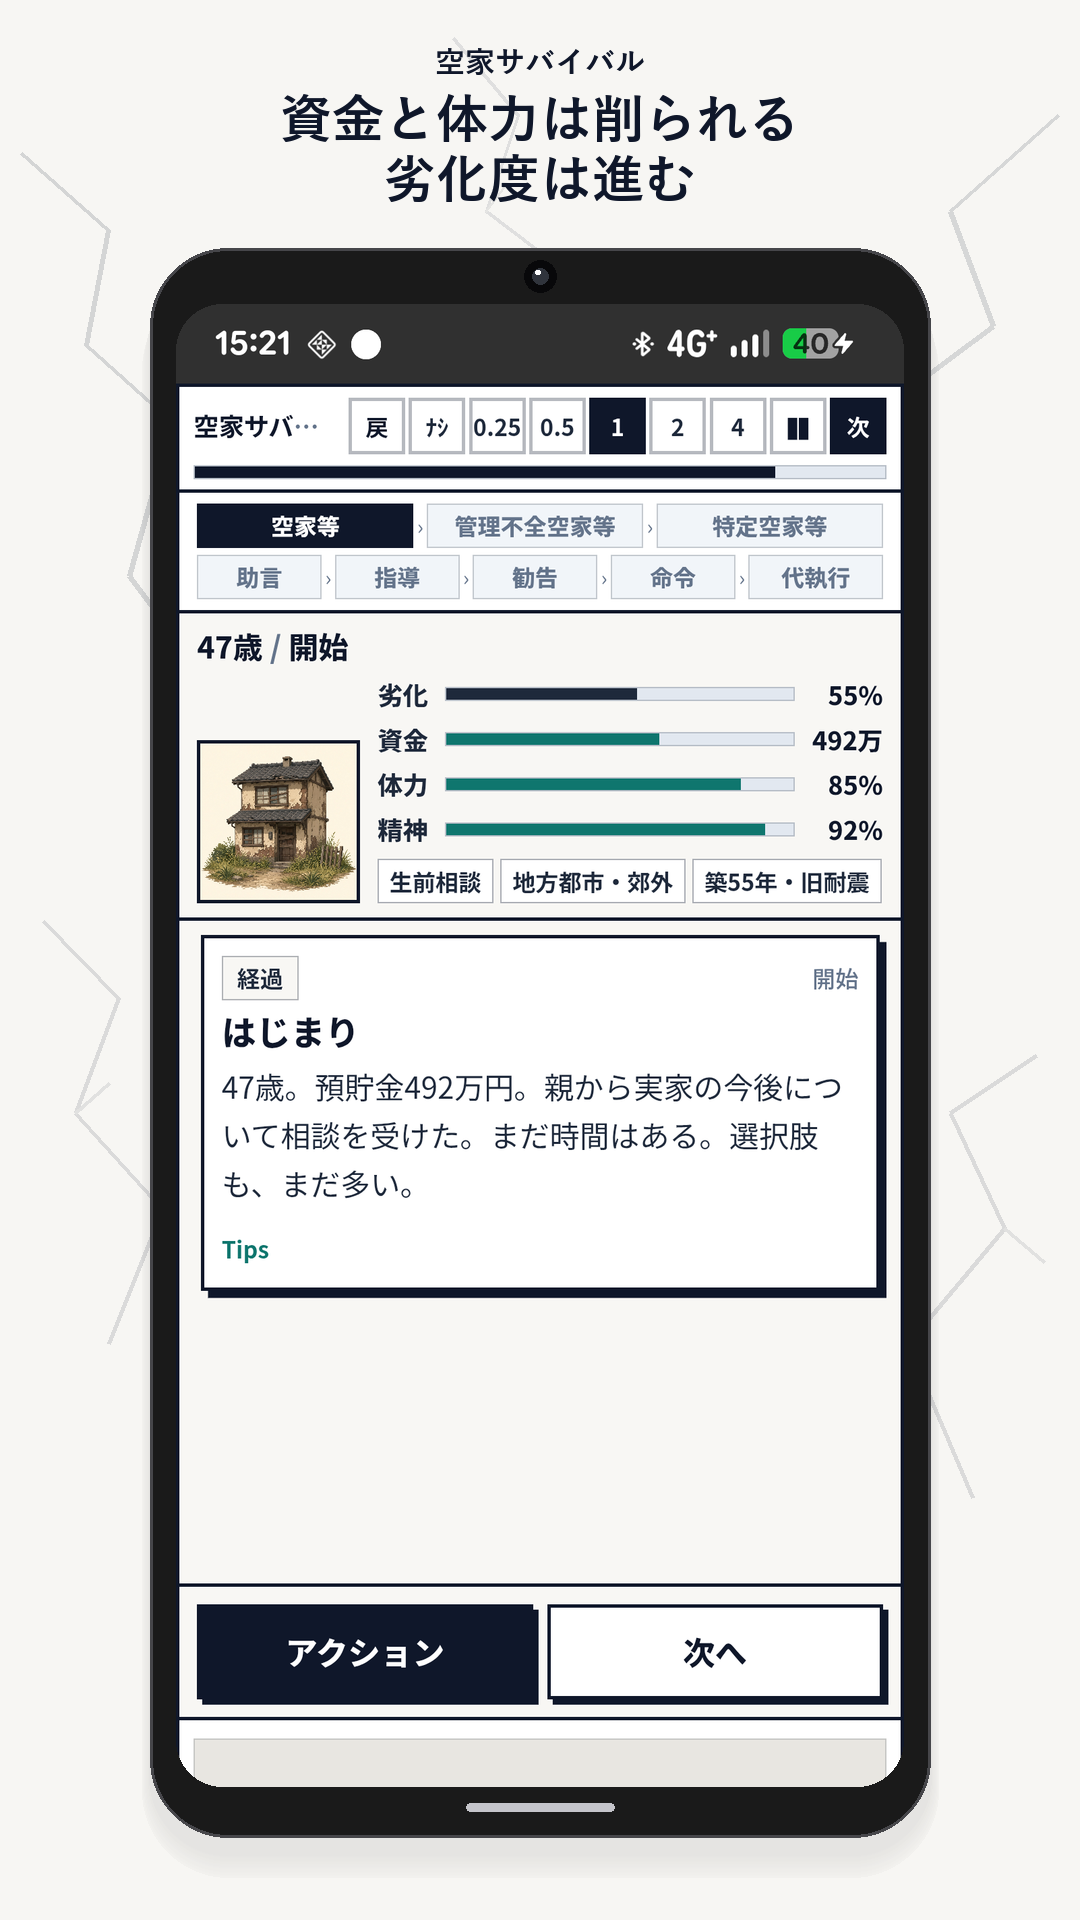 空家サバイバル
資金と体力は削られる
劣化度は進む
15:21 4G+ 40
空家サバ… 戻 ナシ 0.25 0.5 1 2 4 次
空家等 › 管理不全空家等 › 特定空家等
助言 › 指導 › 勧告 › 命令 › 代執行
47歳 / 開始
劣化 55%
資金 492万
体力 85%
精神 92%
生前相談 地方都市・郊外 築55年・旧耐震
経過 開始
はじまり
47歳。預貯金492万円。親から実家の今後につ
いて相談を受けた。まだ時間はある。選択肢
も、まだ多い。
Tips
アクション 次へ